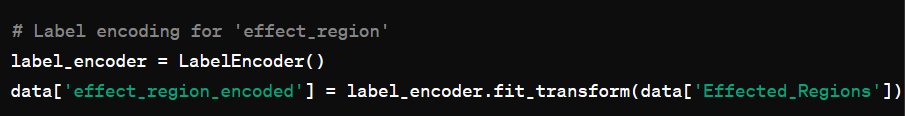 # Label encoding for 'effect_region'
label_encoder = LabelEncoder()
data['effect_region_encoded'] = label_encoder.fit_transform(data['Effected_Regions'])